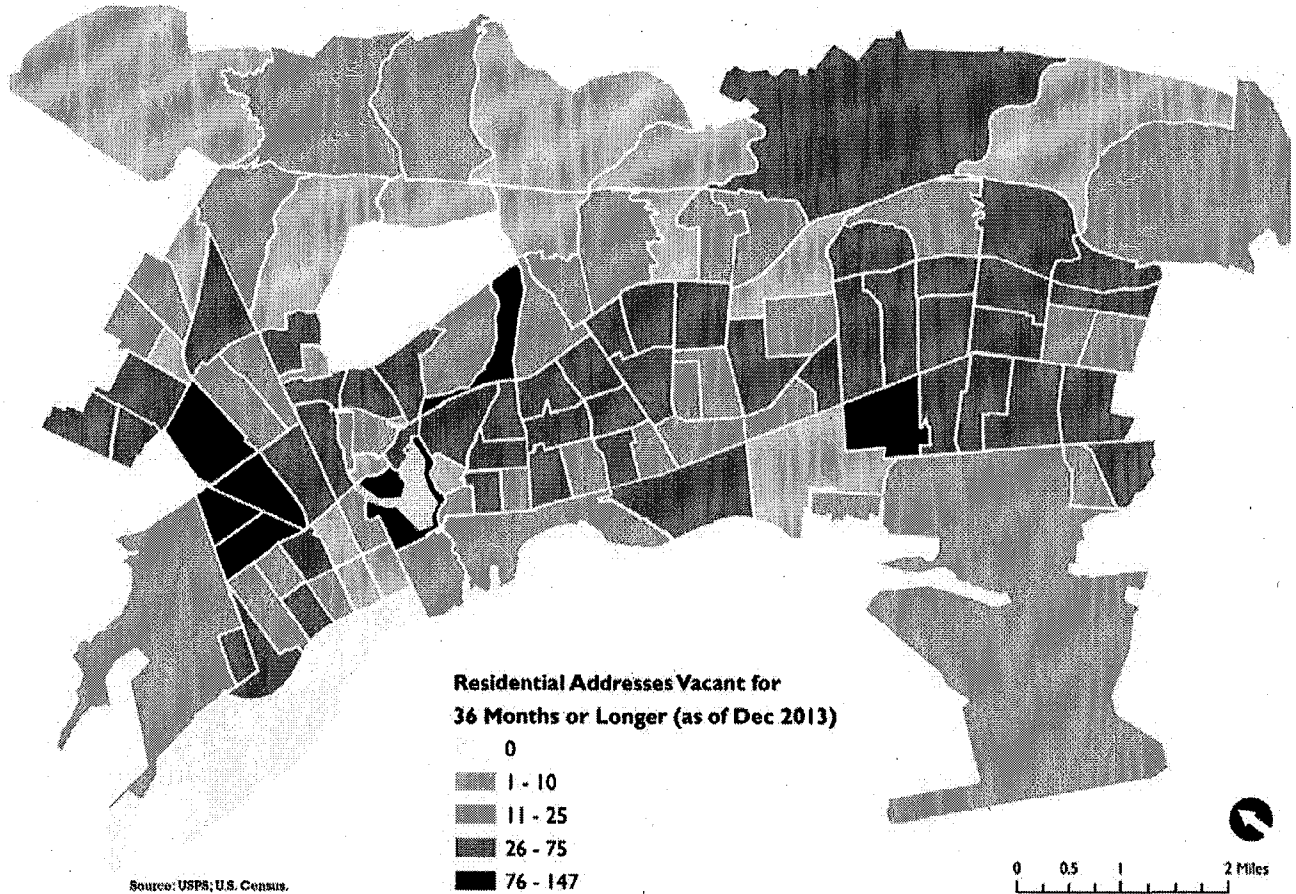 Residential Addresses Vacant for
36 Months or Longer (as of Dec 2013)
0
1 - 10
11 - 25
26 - 75
76 - 147
Source: USPS; U.S. Census.
0 0.5 1 2 Miles